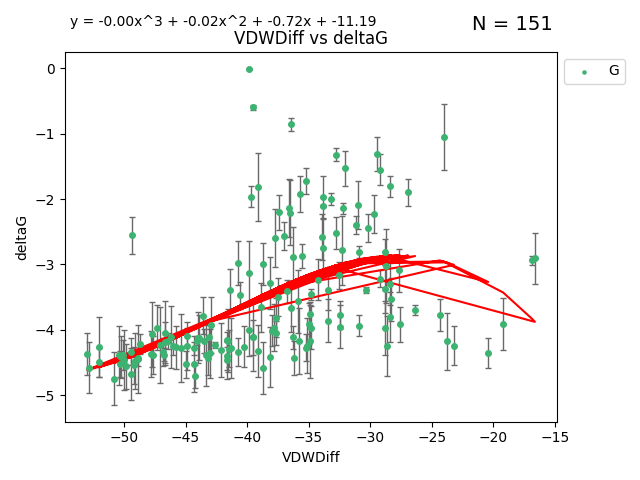 y = -0.00x^3 + -0.02x^2 + -0.72x + -11.19
N = 151
VDWDiff vs deltaG
G
0
−1
−2
−3
−4
−5
deltaG
−50 −45 −40 −35 −30 −25 −20 −15
VDWDiff